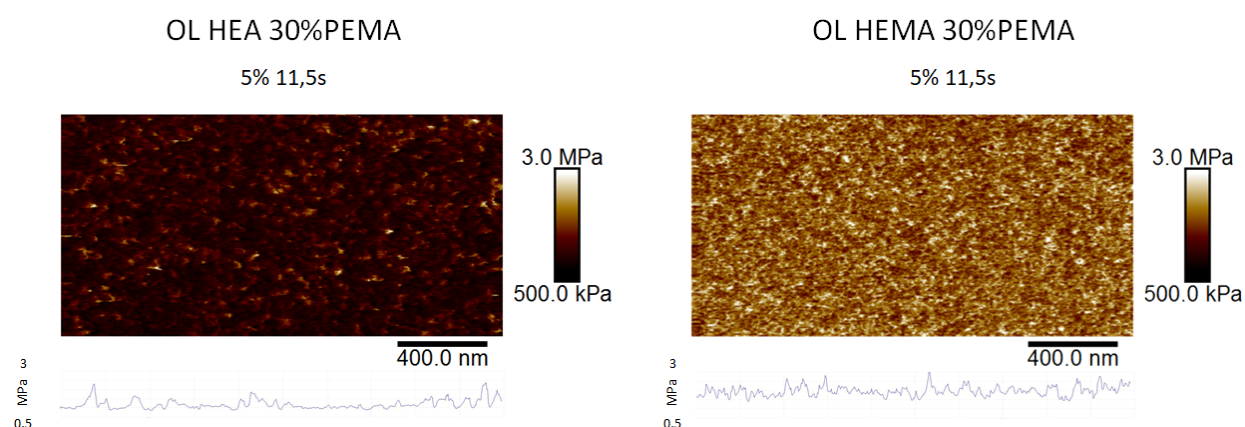 OL HEA 30%PEMA
5% 11,5s
3.0 MPa
500.0 kPa
400.0 nm
3
MPa
0.5
OL HEMA 30%PEMA
5% 11,5s
3.0 MPa
500.0 kPa
400.0 nm
3
MPa
0.5